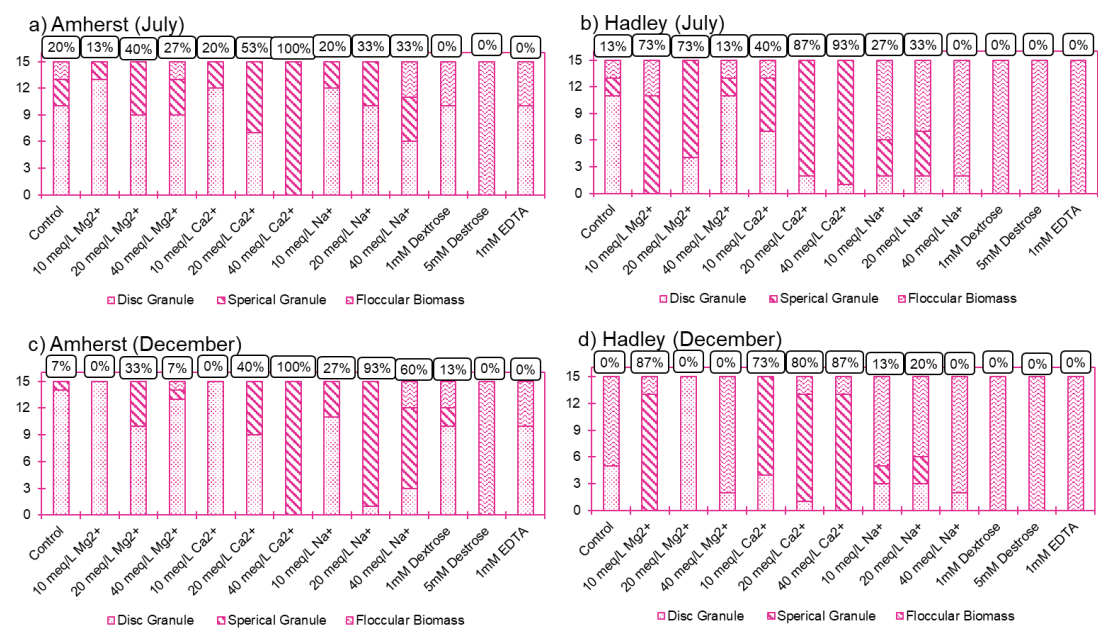 a) Amherst (July)
20% 13% 40% 27% 20% 53% 100% 20% 33% 33% 0% 0% 0%
15
12
9
6
3
0
Control 10 meq/L Mg2+ 20 meq/L Mg2+ 40 meq/L Mg2+ 10 meq/L Ca2+ 20 meq/L Ca2+ 40 meq/L Ca2+ 10 meq/L Na+ 20 meq/L Na+ 40 meq/L Na+ 1mM Dextrose 5mM Destrose 1mM EDTA
Disc Granule Sperical Granule Floccular Biomass
b) Hadley (July)
13% 73% 73% 13% 40% 87% 93% 27% 33% 0% 0% 0% 0%
15
12
9
6
3
0
Control 10 meq/L Mg2+ 20 meq/L Mg2+ 40 meq/L Mg2+ 10 meq/L Ca2+ 20 meq/L Ca2+ 40 meq/L Ca2+ 10 meq/L Na+ 20 meq/L Na+ 40 meq/L Na+ 1mM Dextrose 5mM Destrose 1mM EDTA
Disc Granule Sperical Granule Floccular Biomass
c) Amherst (December)
7% 0% 33% 7% 0% 40% 100% 27% 93% 60% 13% 0% 0%
15
12
9
6
3
0
Control 10 meq/L Mg2+ 20 meq/L Mg2+ 40 meq/L Mg2+ 10 meq/L Ca2+ 20 meq/L Ca2+ 40 meq/L Ca2+ 10 meq/L Na+ 20 meq/L Na+ 40 meq/L Na+ 1mM Dextrose 5mM Destrose 1mM EDTA
Disc Granule Sperical Granule Floccular Biomass
d) Hadley (December)
0% 87% 0% 0% 73% 80% 87% 13% 20% 0% 0% 0% 0%
15
12
9
6
3
0
Control 10 meq/L Mg2+ 20 meq/L Mg2+ 40 meq/L Mg2+ 10 meq/L Ca2+ 20 meq/L Ca2+ 40 meq/L Ca2+ 10 meq/L Na+ 20 meq/L Na+ 40 meq/L Na+ 1mM Dextrose 5mM Destrose 1mM EDTA
Disc Granule Sperical Granule Floccular Biomass